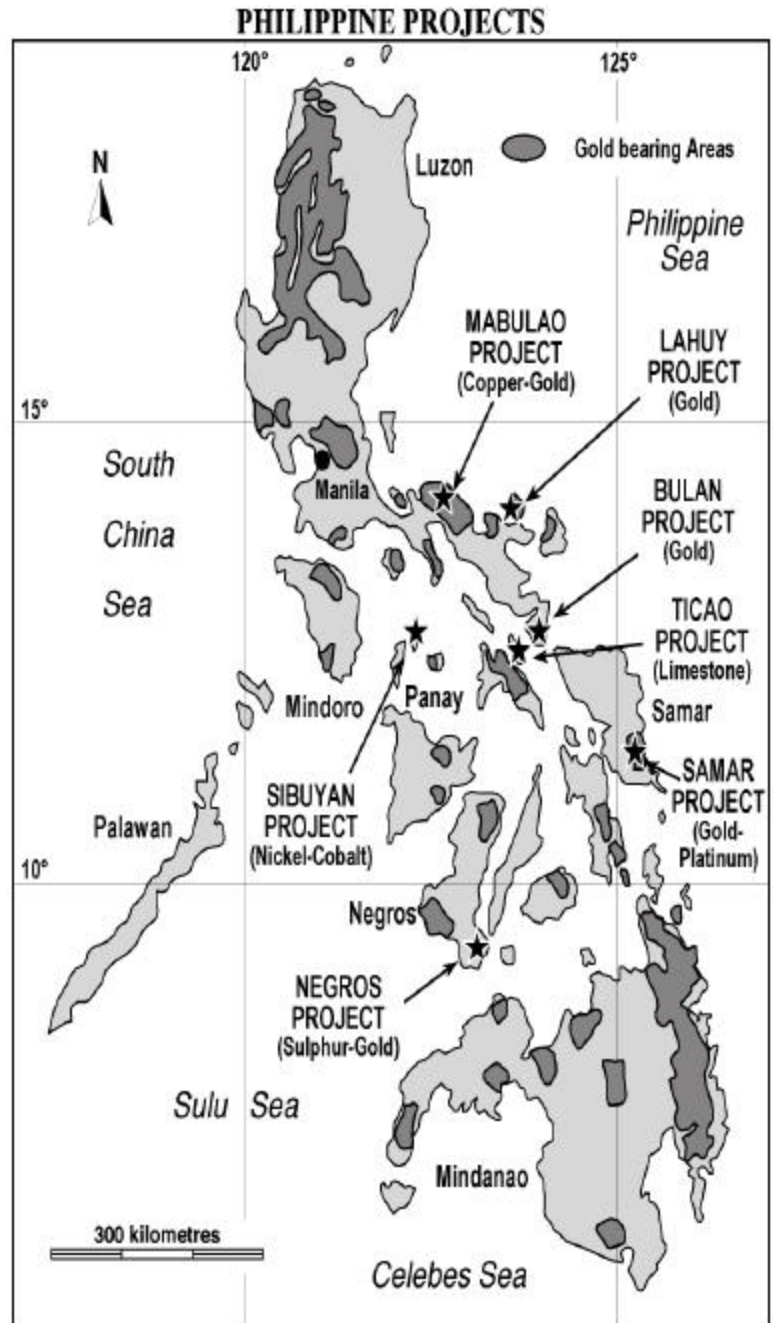 PHILIPPINE PROJECTS
120°
125°
N
Luzon
Gold bearing Areas
Philippine
Sea
MABULAO
PROJECT
(Copper-Gold)
LAHUY
PROJECT
(Gold)
15°
South
China
Sea
Manila
BULAN
PROJECT
(Gold)
TICAO
PROJECT
(Limestone)
Mindoro
Panay
Samar
SIBUYAN
PROJECT
(Nickel-Cobalt)
SAMAR
PROJECT
(Gold-
Platinum)
Palawan
10°
Negros
NEGROS
PROJECT
(Sulphur-Gold)
Sulu Sea
Mindanao
300 kilometres
Celebes Sea